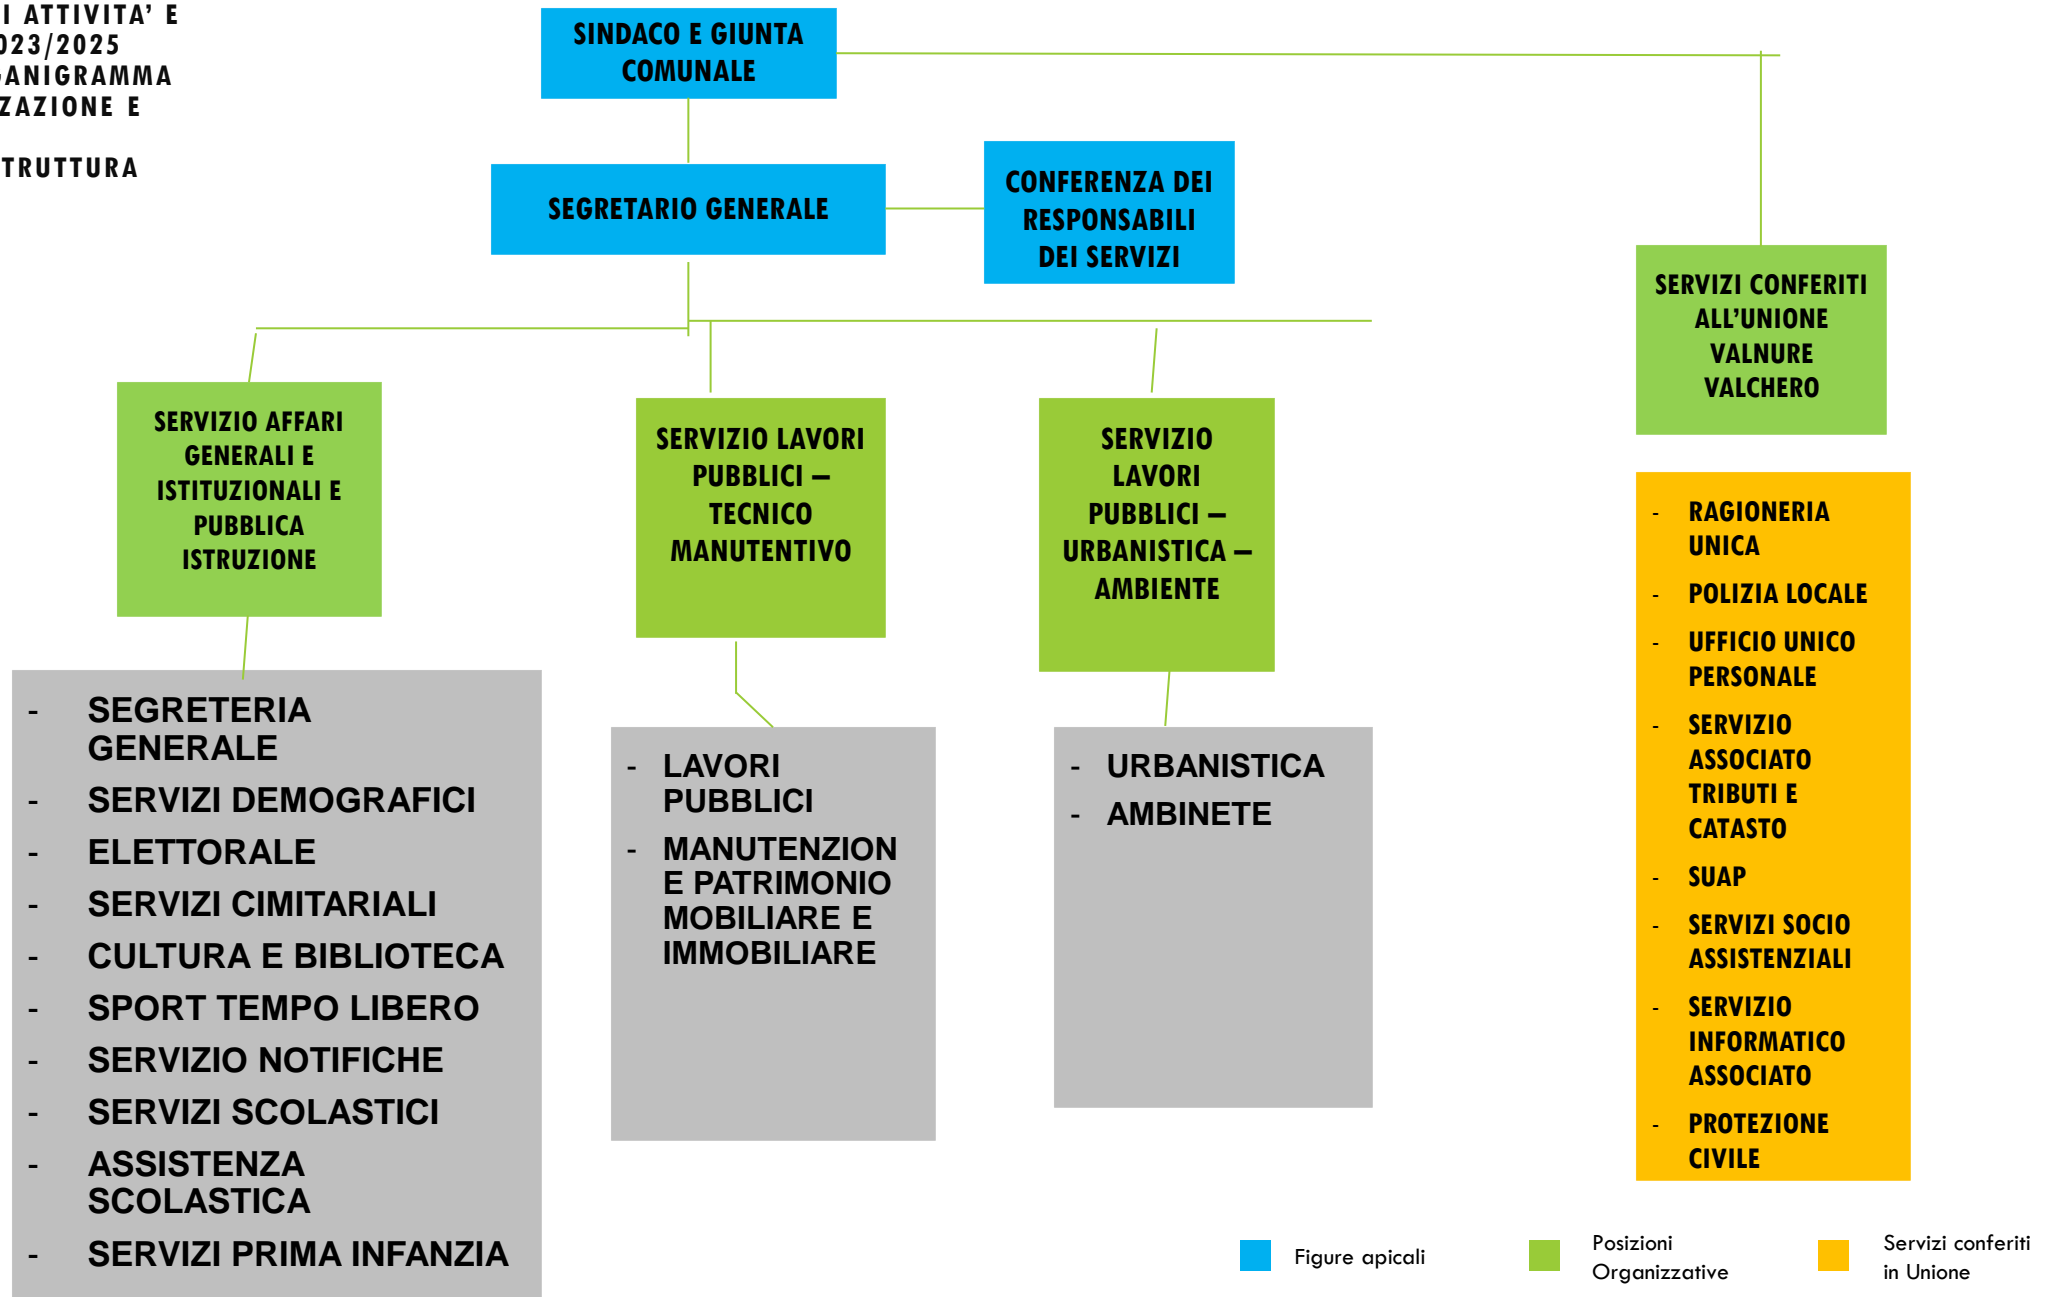 I ATTIVITA’ E
023/2025
GANIGRAMMA
ZAZIONE E
TRUTTURA
SINDACO E GIUNTA
COMUNALE
SEGRETARIO GENERALE
CONFERENZA DEI
RESPONSABILI
DEI SERVIZI
SERVIZI CONFERITI
ALL’UNIONE
VALNURE
VALCHERO
SERVIZIO AFFARI
GENERALI E
ISTITUZIONALI E
PUBBLICA
ISTRUZIONE
SERVIZIO LAVORI
PUBBLICI –
TECNICO
MANUTENTIVO
SERVIZIO
LAVORI
PUBBLICI –
URBANISTICA –
AMBIENTE
- SEGRETERIA
GENERALE
- SERVIZI DEMOGRAFICI
- ELETTORALE
- SERVIZI CIMITARIALI
- CULTURA E BIBLIOTECA
- SPORT TEMPO LIBERO
- SERVIZIO NOTIFICHE
- SERVIZI SCOLASTICI
- ASSISTENZA
SCOLASTICA
- SERVIZI PRIMA INFANZIA
- LAVORI
PUBBLICI
- MANUTENZION
E PATRIMONIO
MOBILIARE E
IMMOBILIARE
- URBANISTICA
- AMBINETE
- RAGIONERIA
UNICA
- POLIZIA LOCALE
- UFFICIO UNICO
PERSONALE
- SERVIZIO
ASSOCIATO
TRIBUTI E
CATASTO
- SUAP
- SERVIZI SOCIO
ASSISTENZIALI
- SERVIZIO
INFORMATICO
ASSOCIATO
- PROTEZIONE
CIVILE
Figure apicali
Posizioni
Organizzative
Servizi conferiti
in Unione